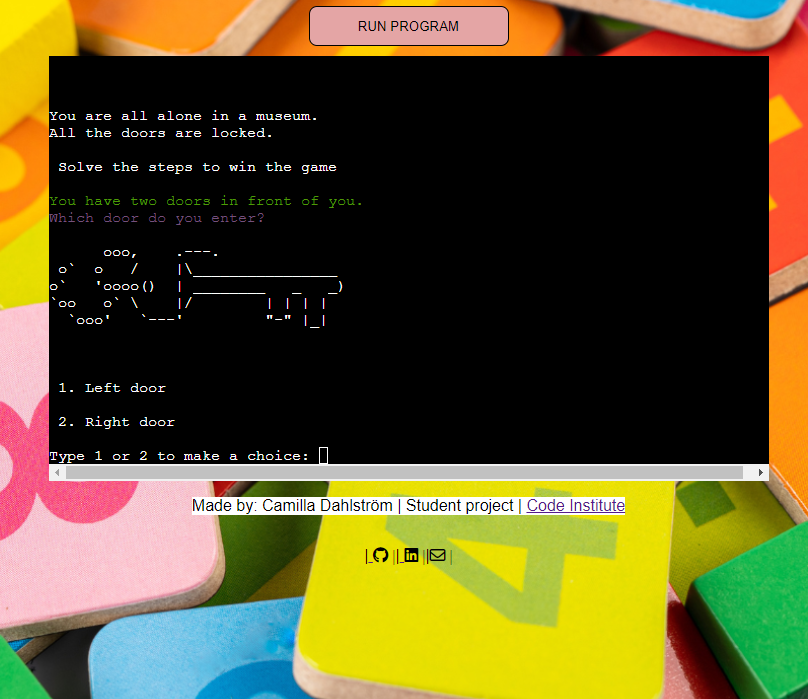 RUN PROGRAM
You are all alone in a museum.
All the doors are locked.
Solve the steps to win the game
You have two doors in front of you.
Which door do you enter?
        ooo,    .---.
 o`  o   /    |\________________
o`   'oooo()  | ________   _   _)
`oo   o` \    |/        | | | |
  `ooo'   `---'         "-" |_|
1. Left door
2. Right door
Type 1 or 2 to make a choice:
Made by: Camilla Dahlström | Student project | Code Institute
| || || |
4